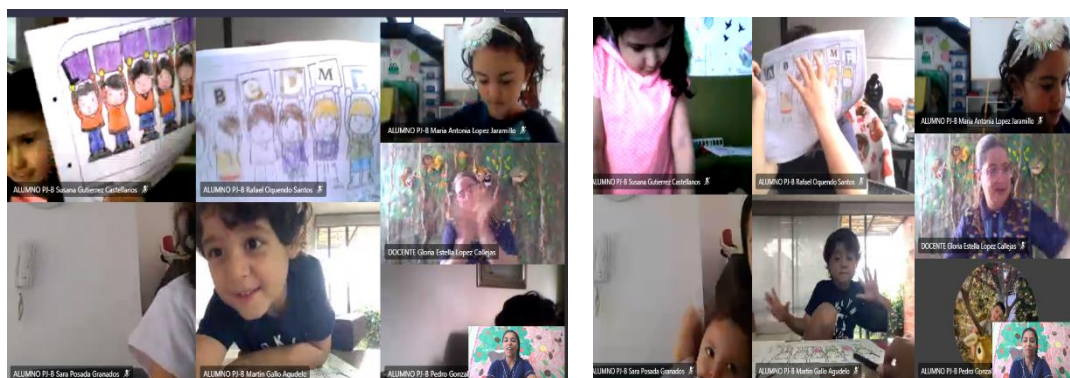 B C D M E
ALUMNO PJ-B Maria Antonia Lopez Jaramillo
ALUMNO PJ-B Susana Gutierrez Castellanos
ALUMNO PJ-B Rafael Oquendo Santos
DOCENTE Gloria Estella Lopez Callejas
ALUMNO PJ-B Sara Posada Granados
ALUMNO PJ-B Martin Gallo Agudelo
ALUMNO PJ-B Pedro Gonzal
ALUMNO PJ-B Maria Antonia Lopez Jaramillo
ALUMNO PJ-B Susana Gutierrez Castellanos
ALUMNO PJ-B Rafael Oquendo Santos
DOCENTE Gloria Estella Lopez Callejas
ALUMNO PJ-B Sara Posada Granados
ALUMNO PJ-B Martin Gallo Agudelo
ALUMNO PJ-B Pedro Gonzal